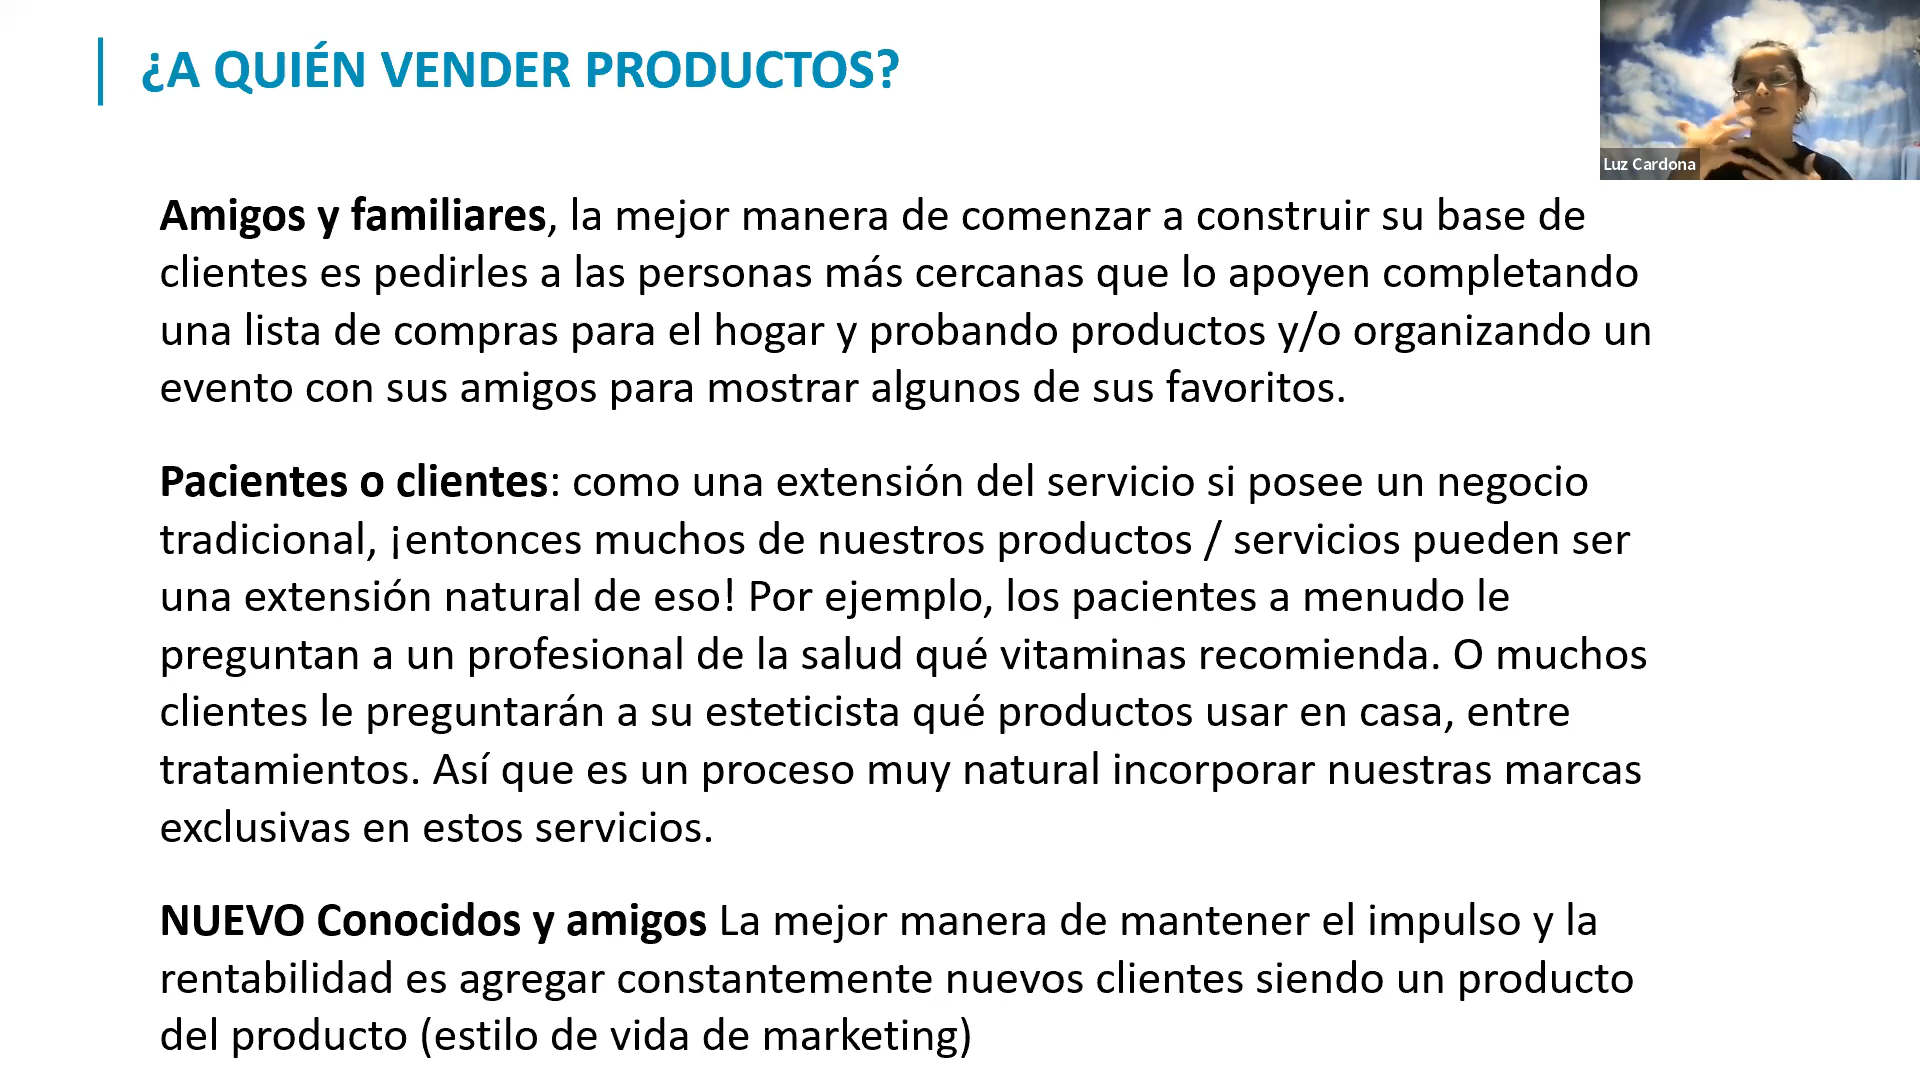 ¿A QUIÉN VENDER PRODUCTOS?
Luz Cardona
Amigos y familiares, la mejor manera de comenzar a construir su base de
clientes es pedirles a las personas más cercanas que lo apoyen completando
una lista de compras para el hogar y probando productos y/o organizando un
evento con sus amigos para mostrar algunos de sus favoritos.
Pacientes o clientes: como una extensión del servicio si posee un negocio
tradicional, ¡entonces muchos de nuestros productos / servicios pueden ser
una extensión natural de eso! Por ejemplo, los pacientes a menudo le
preguntan a un profesional de la salud qué vitaminas recomienda. O muchos
clientes le preguntarán a su esteticista qué productos usar en casa, entre
tratamientos. Así que es un proceso muy natural incorporar nuestras marcas
exclusivas en estos servicios.
NUEVO Conocidos y amigos La mejor manera de mantener el impulso y la
rentabilidad es agregar constantemente nuevos clientes siendo un producto
del producto (estilo de vida de marketing)